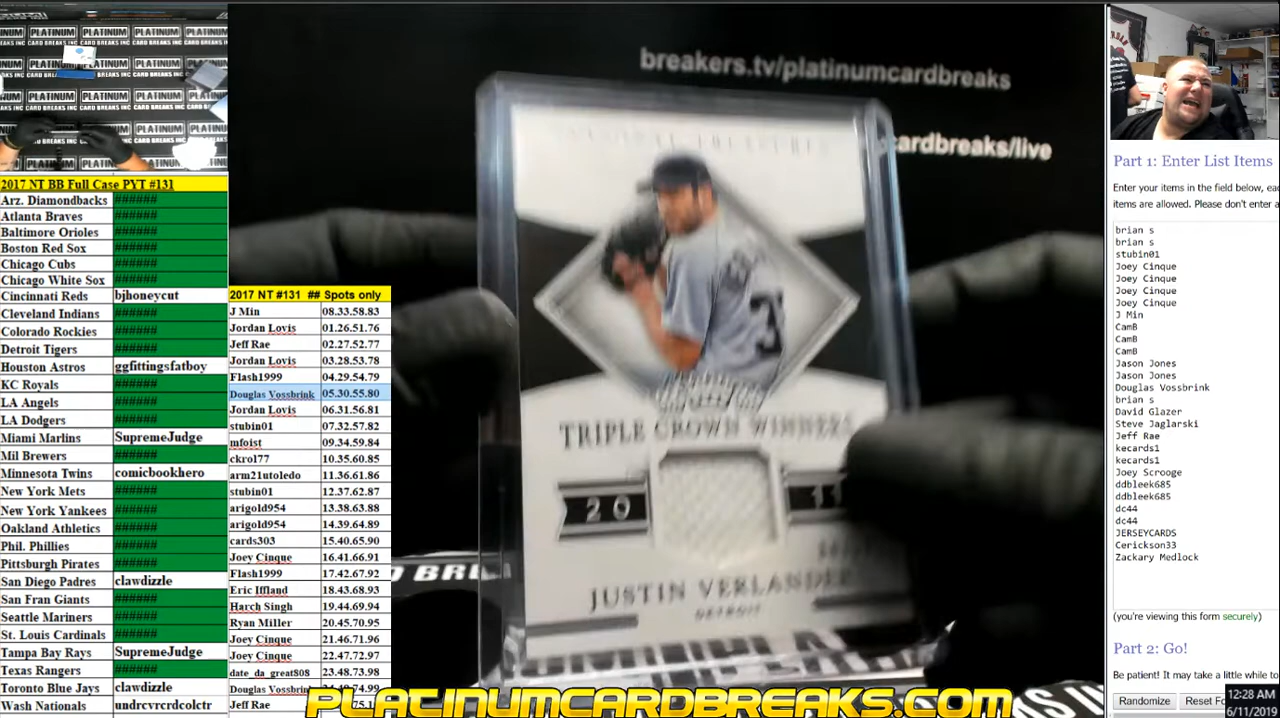 PLATINUM PLATINUM PLATINUM PLATINUM
CARD BREAKS INC
2017 NT BB Full Case PYT #131
Arz. Diamondbacks ######
Atlanta Braves ######
Baltimore Orioles ######
Boston Red Sox ######
Chicago Cubs ######
Chicago White Sox ######
Cincinnati Reds bjhoneycut
Cleveland Indians ######
Colorado Rockies ######
Detroit Tigers ######
Houston Astros ggfittingsfatboy
KC Royals ######
LA Angels ######
LA Dodgers ######
Miami Marlins SupremeJudge
Mil Brewers ######
Minnesota Twins comicbookhero
New York Mets ######
New York Yankees ######
Oakland Athletics ######
Phil. Phillies ######
Pittsburgh Pirates ######
San Diego Padres clawdizzle
San Fran Giants ######
Seattle Mariners ######
St. Louis Cardinals ######
Tampa Bay Rays SupremeJudge
Texas Rangers ######
Toronto Blue Jays clawdizzle
Wash Nationals undrcvrcrdcolctr
2017 NT #131 ## Spots only
J Min 08.33.58.83
Jordan Lovis 01.26.51.76
Jeff Rae 02.27.52.77
Jordan Lovis 03.28.53.78
Flash1999 04.29.54.79
Douglas Vossbrink 05.30.55.80
Jordan Lovis 06.31.56.81
stubin01 07.32.57.82
mfoist 09.34.59.84
ckrol77 10.35.60.85
arm21utoledo 11.36.61.86
stubin01 12.37.62.87
arigold954 13.38.63.88
arigold954 14.39.64.89
cards303 15.40.65.90
Joey Cinque 16.41.66.91
Flash1999 17.42.67.92
Eric Iffland 18.43.68.93
Harch Singh 19.44.69.94
Ryan Miller 20.45.70.95
Joey Cinque 21.46.71.96
Joey Cinque 22.47.72.97
date_da_great808 23.48.73.98
Douglas Vossbrin
Jeff Rae
breakers.tv/platinumcardbreaks
cardbreaks/live
TRIPLE CROWN WINNERS
20 1
JUSTIN VERLANDE
DETROIT
PLATINUMCARDBREAKS.COM
Part 1: Enter List Items
Enter your items in the field below, ea
items are allowed. Please don't enter a
brian s
brian s
stubin01
Joey Cinque
Joey Cinque
Joey Cinque
Joey Cinque
J Min
CamB
CamB
CamB
Jason Jones
Jason Jones
Douglas Vossbrink
brian s
David Glazer
Steve Jaglarski
Jeff Rae
kecards1
kecards1
Joey Scrooge
ddbleek685
ddbleek685
dc44
dc44
JERSEYCARDS
Cerickson33
Zackary Medlock
(you're viewing this form securely)
Part 2: Go!
Be patient! It may take a little while to
Randomize Reset Fo
12:28 AM
6/11/2019